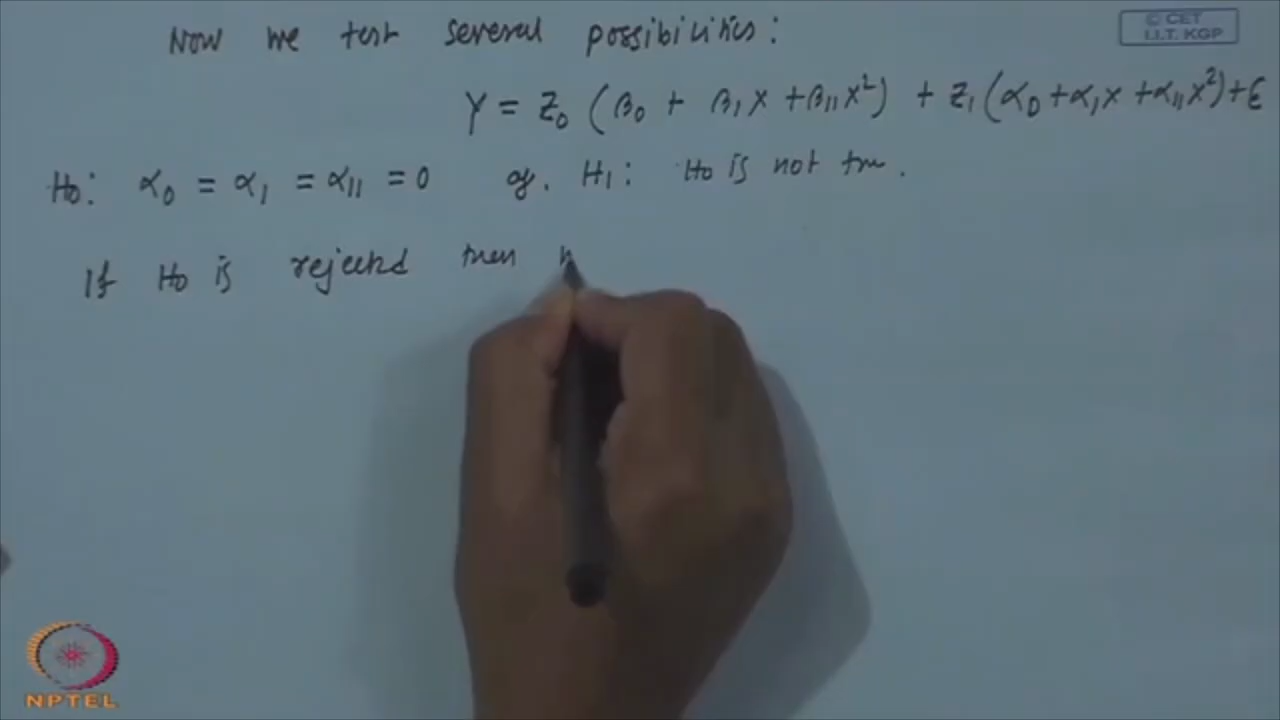 Now we test several possibilities:
© CET
I.I.T. KGP
Y = Z₀ (β₀ + β₁X + β₁₁X²) + Z₁(α₀ + α₁X + α₁₁X²) + ε
H₀: α₀ = α₁ = α₁₁ = 0 ag. H₁: H₀ is not true.
If H₀ is rejected then
NPTEL